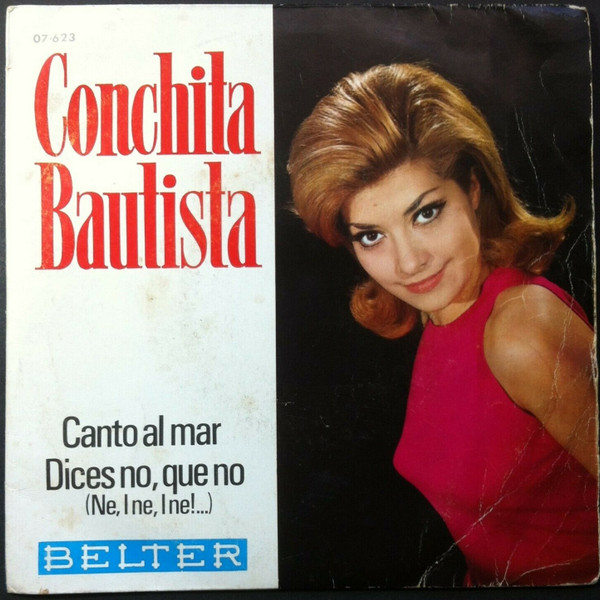 07-623
Conchita
Bautista
Canto al mar
Dices no, que no
(Ne, I ne, I ne!...)
BELTER